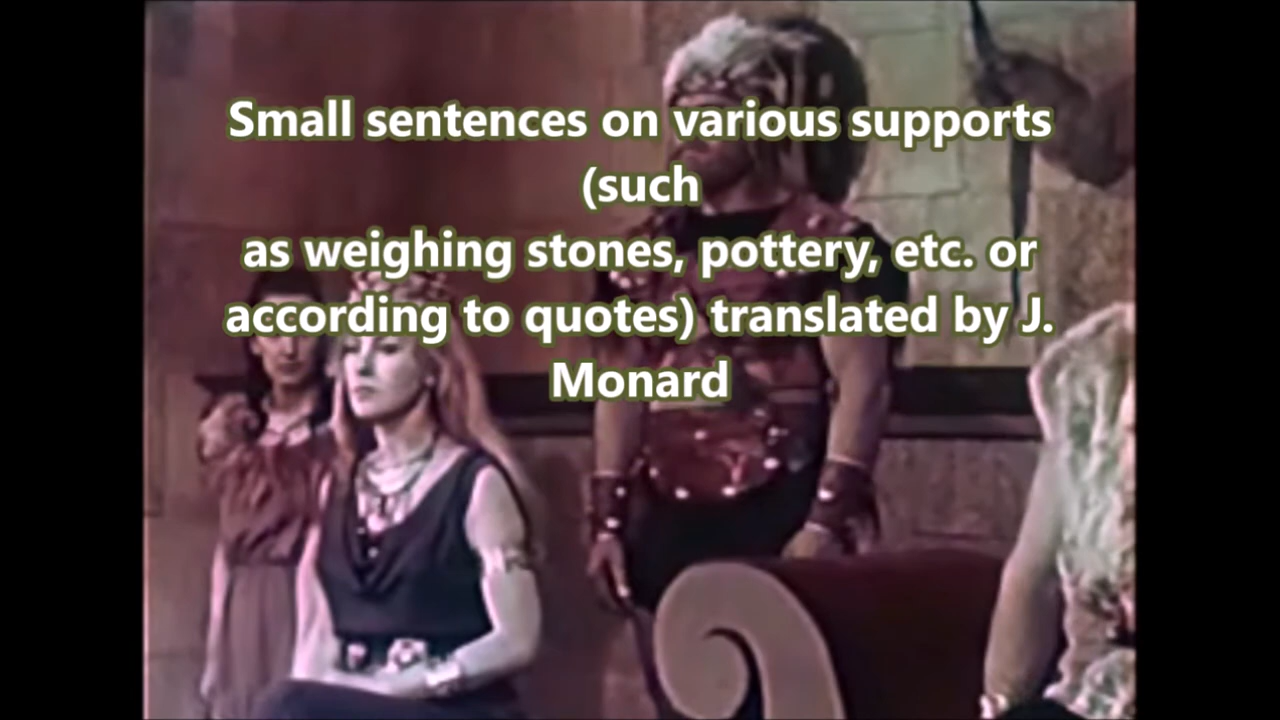 Small sentences on various supports
(such
as weighing stones, pottery, etc. or
according to quotes) translated by J.
Monard